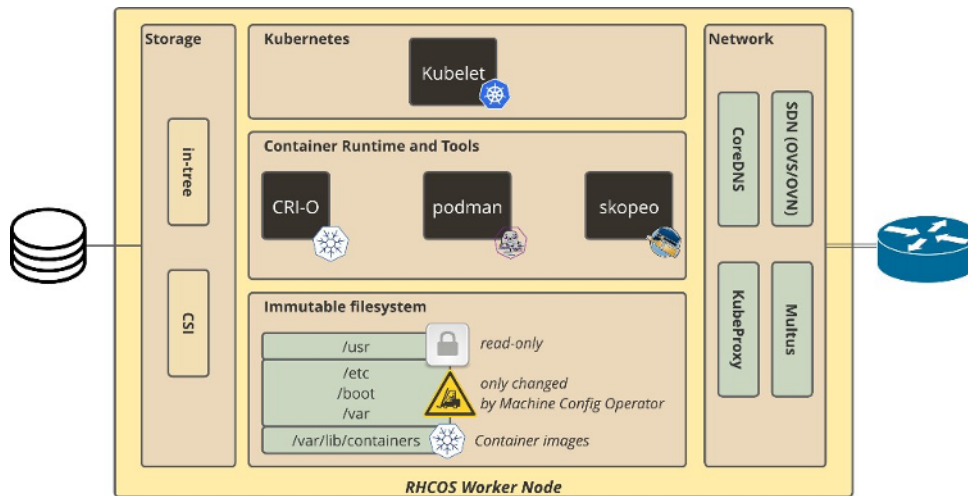 Storage
in-tree
CSI
Kubernetes
Kubelet
Container Runtime and Tools
CRI-O
podman
skopeo
Immutable filesystem
/usr
read-only
/etc
/boot
/var
only changed
by Machine Config Operator
/var/lib/containers
Container images
Network
CoreDNS
SDN (OVS/OVN)
KubeProxy
Multus
RHCOS Worker Node